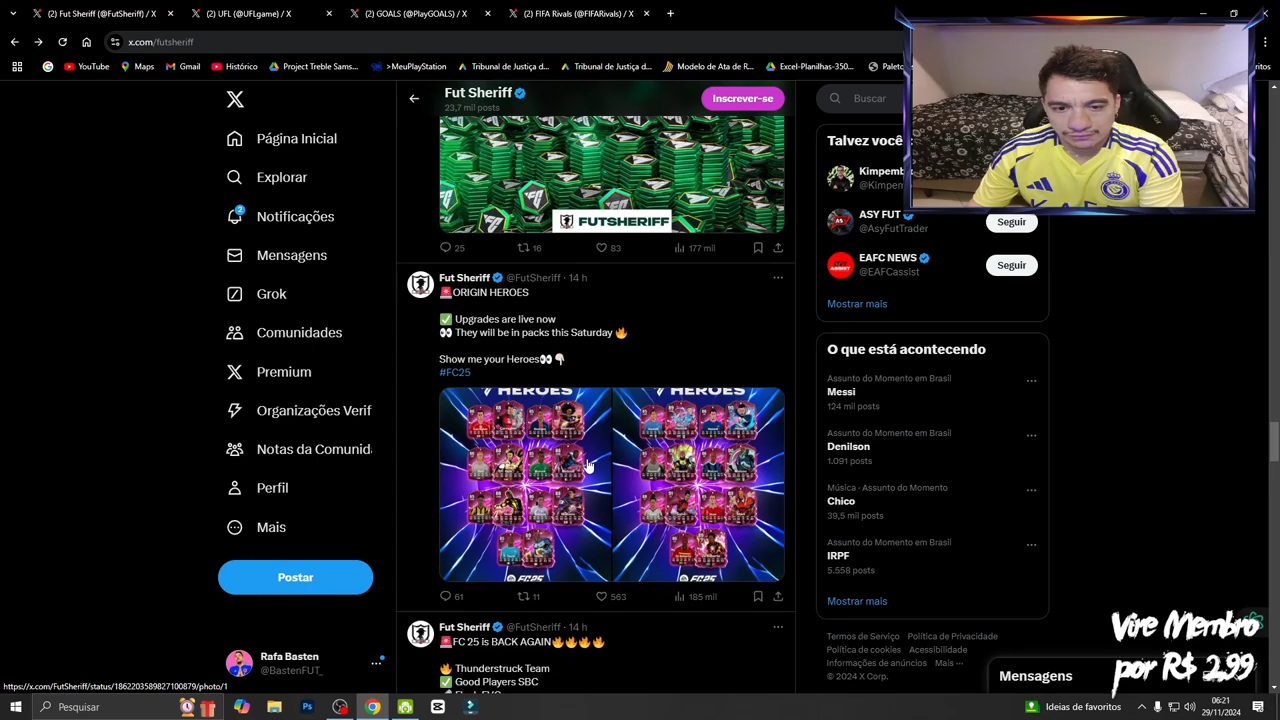 (2) Fut Sheriff (@FutSheriff) / X
(2) UFL (@UFLgame) / X
(2) GOALS (@PlayGOALS) / X
(2) FIFA Rivals (@FIFARivals) / X
x.com/futsheriff
YouTube
Maps
Gmail
Histórico
Project Treble Sams...
>MeuPlayStation
Tribunal de Justiça d...
Tribunal de Justiça d...
Modelo de Ata de R...
Excel-Planilhas-350...
Página Inicial
Explorar
2
Notificações
Mensagens
Grok
Comunidades
Premium
Organizações Verif
Notas da Comunid
Perfil
Mais
Postar
Rafa Basten
@BastenFUT_
https://x.com/FutSheriff/status/1862203589827100879/photo/1
Fut Sheriff
23,7 mil posts
Inscrever-se
FUTSHERIFF
25
16
83
177 mil
Fut Sheriff @FutSheriff · 14 h
🚨ORIGIN HEROES
✅ Upgrades are live now
👀 They will be in packs this Saturday 🔥
Show me your Heroes👀👇🏻
#FC25
HEROES
HEROES
FC25
FC25
61
11
563
185 mil
Fut Sheriff @FutSheriff · 14 h
🚨FC 25 is BACK AGAIN🔥🔥🔥🔥
🔥 Thunderstruck Team
✅ Good Players SBC
Buscar
Talvez você
Kimpemb
@Kimpem
ASY FUT
@AsyFutTrader
Seguir
EAFC NEWS
@EAFCassist
Seguir
Mostrar mais
O que está acontecendo
Assunto do Momento em Brasil
Messi
124 mil posts
Assunto do Momento em Brasil
Denilson
1.091 posts
Música · Assunto do Momento
Chico
39,5 mil posts
Assunto do Momento em Brasil
IRPF
5.558 posts
Mostrar mais
Termos de Serviço
Política de Privacidade
Política de cookies
Acessibilidade
Informações de anúncios
Mais ···
© 2024 X Corp.
Mensagens
Vire Membro
por R$ 2,99
Pesquisar
Ideias de favoritos
06:21
29/11/2024